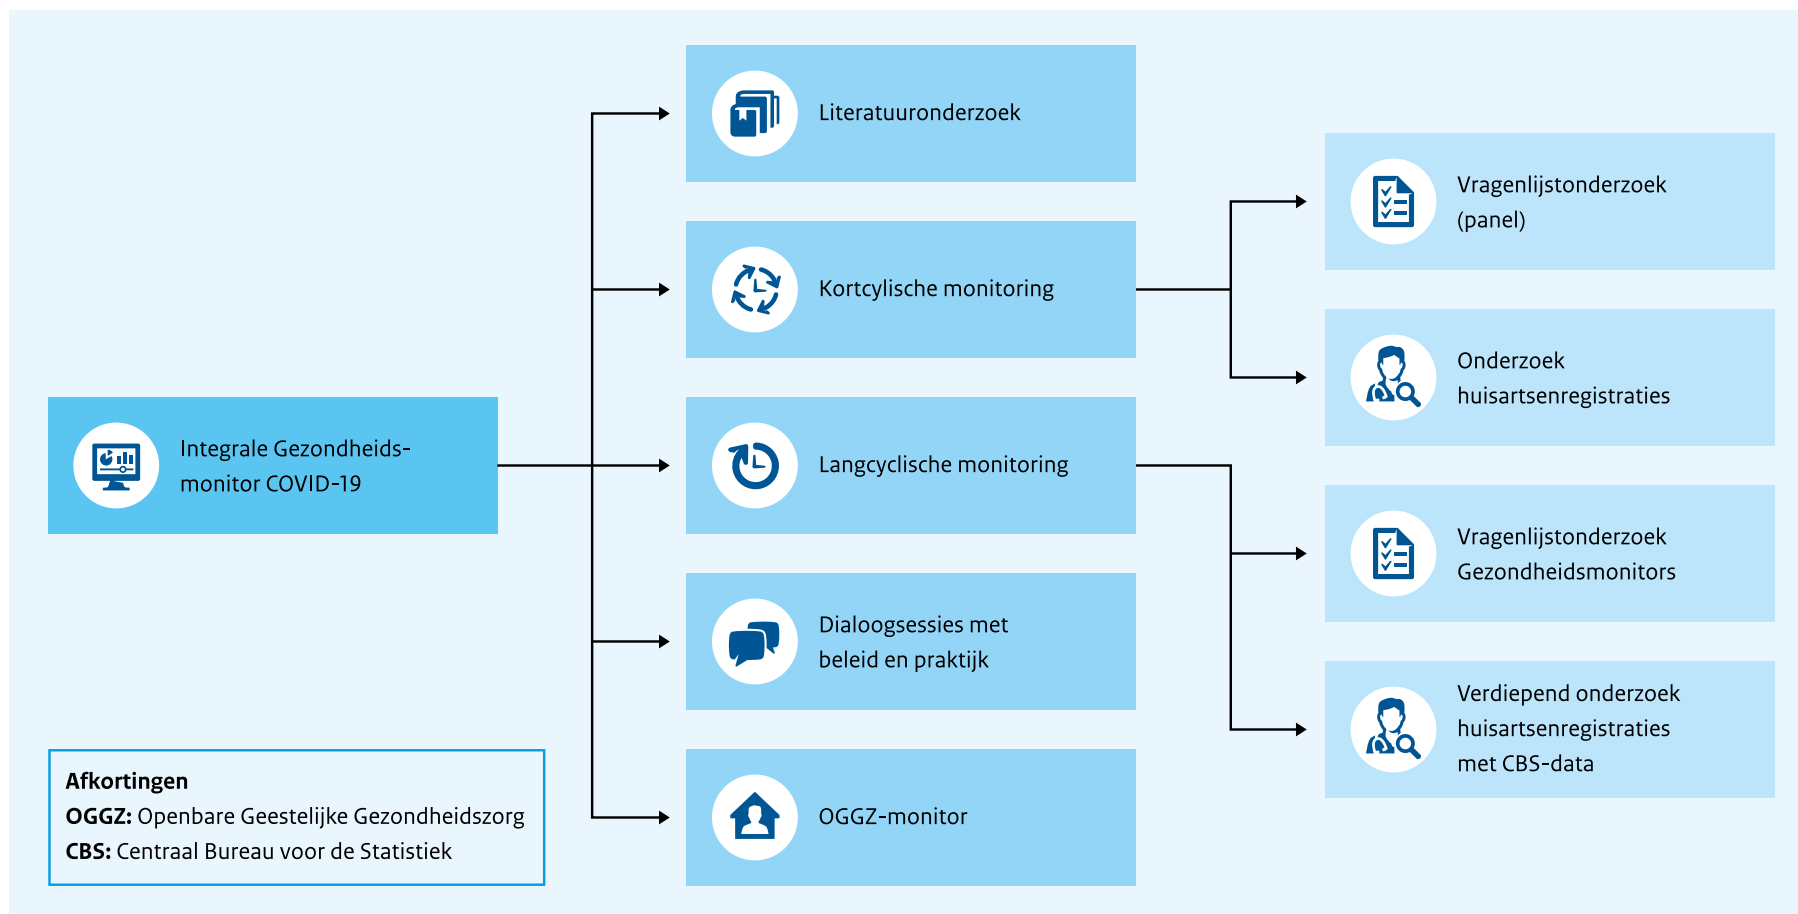 Integrale Gezondheids-
monitor COVID-19
Literatuuronderzoek
Kortcylische monitoring
Langcyclische monitoring
Dialoogsessies met
beleid en praktijk
OGGZ-monitor
Vragenlijstonderzoek
(panel)
Onderzoek
huisartsenregistraties
Vragenlijstonderzoek
Gezondheidsmonitors
Verdiepend onderzoek
huisartsenregistraties
met CBS-data
Afkortingen
OGGZ: Openbare Geestelijke Gezondheidszorg
CBS: Centraal Bureau voor de Statistiek